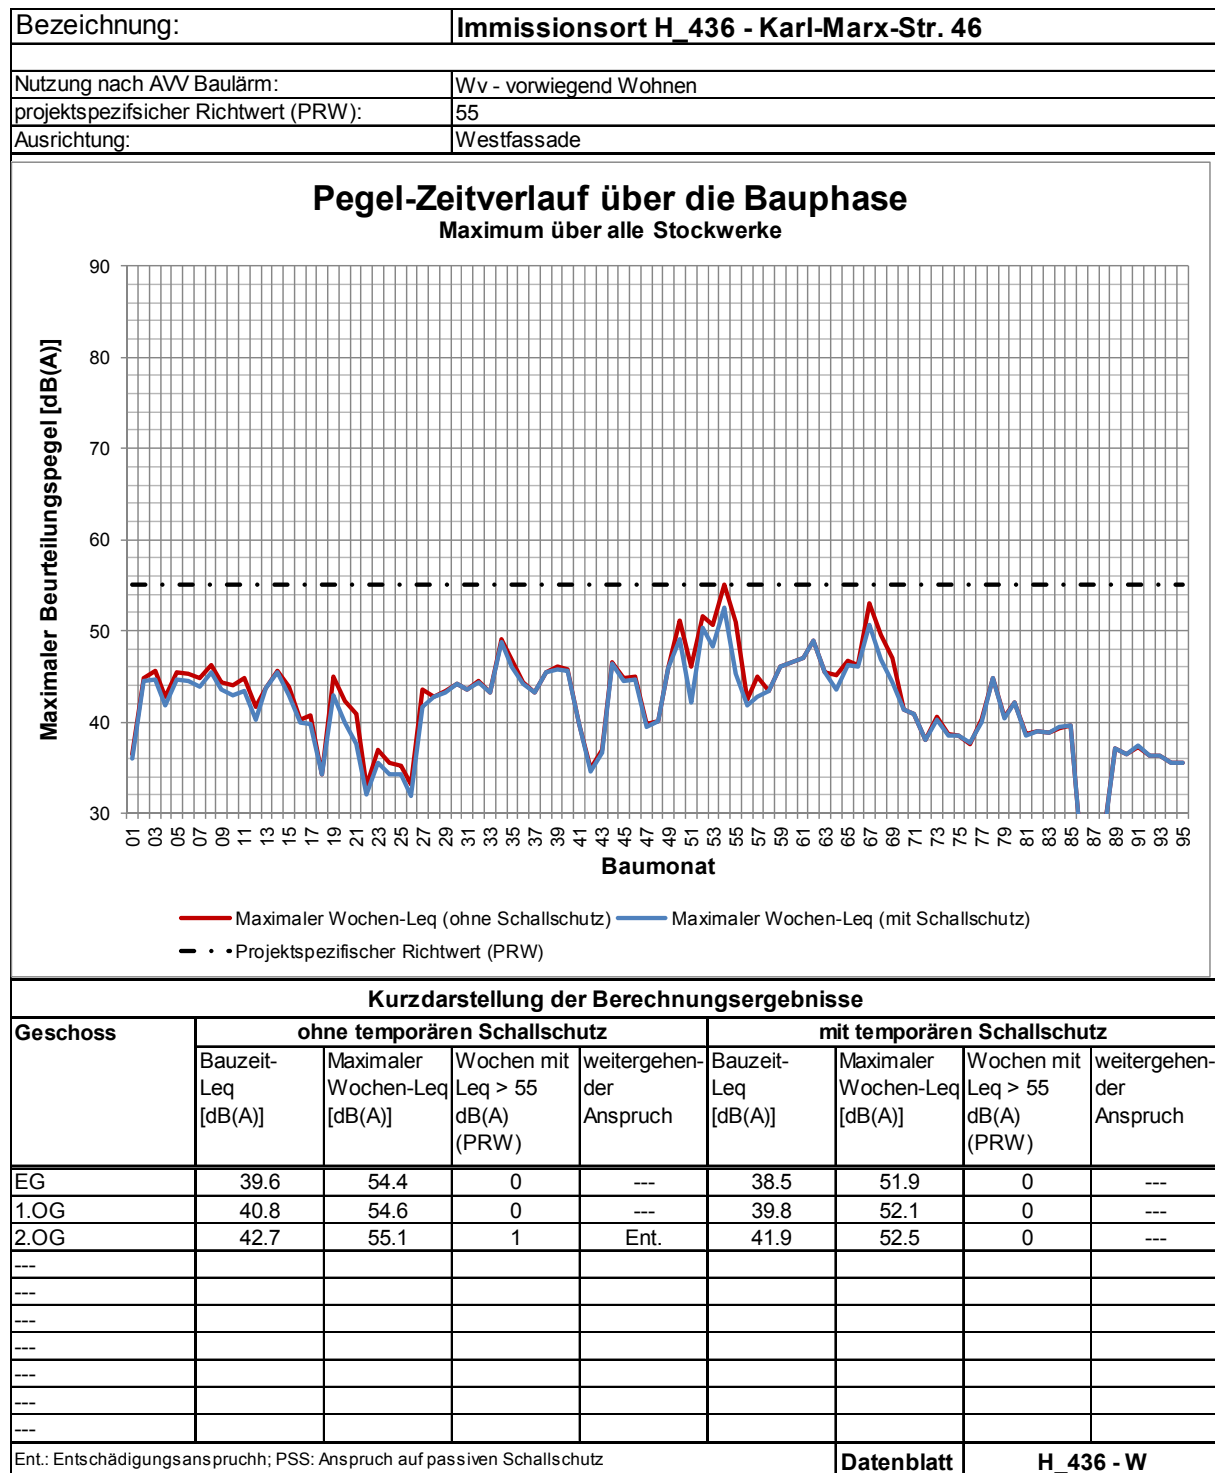 Bezeichnung: Immissionsort H_436 - Karl-Marx-Str. 46
Nutzung nach AVV Baulärm: Wv - vorwiegend Wohnen
projektspezifsicher Richtwert (PRW): 55
Ausrichtung: Westfassade
Pegel-Zeitverlauf über die Bauphase
Maximum über alle Stockwerke
Maximaler Beurteilungspegel [dB(A)]
90
80
70
60
50
40
30
01 03 05 07 09 11 13 15 17 19 21 23 25 27 29 31 33 35 37 39 41 43 45 47 49 51 53 55 57 59 61 63 65 67 69 71 73 75 77 79 81 83 85 87 89 91 93 95
Baumonat
Maximaler Wochen-Leq (ohne Schallschutz) Maximaler Wochen-Leq (mit Schallschutz)
Projektspezifischer Richtwert (PRW)
Kurzdarstellung der Berechnungsergebnisse
Geschoss ohne temporären Schallschutz mit temporären Schallschutz
Bauzeit- Maximaler Wochen mit weitergehen- Bauzeit- Maximaler Wochen mit weitergehen-
Leq Wochen-Leq Leq > 55 der Leq Wochen-Leq Leq > 55 der
[dB(A)] [dB(A)] dB(A) Anspruch [dB(A)] [dB(A)] dB(A) Anspruch
(PRW) (PRW)
EG 39.6 54.4 0 --- 38.5 51.9 0 ---
1.OG 40.8 54.6 0 --- 39.8 52.1 0 ---
2.OG 42.7 55.1 1 Ent. 41.9 52.5 0 ---
---
---
---
---
---
---
---
Ent.: Entschädigungsanspruchh; PSS: Anspruch auf passiven Schallschutz Datenblatt H_436 - W